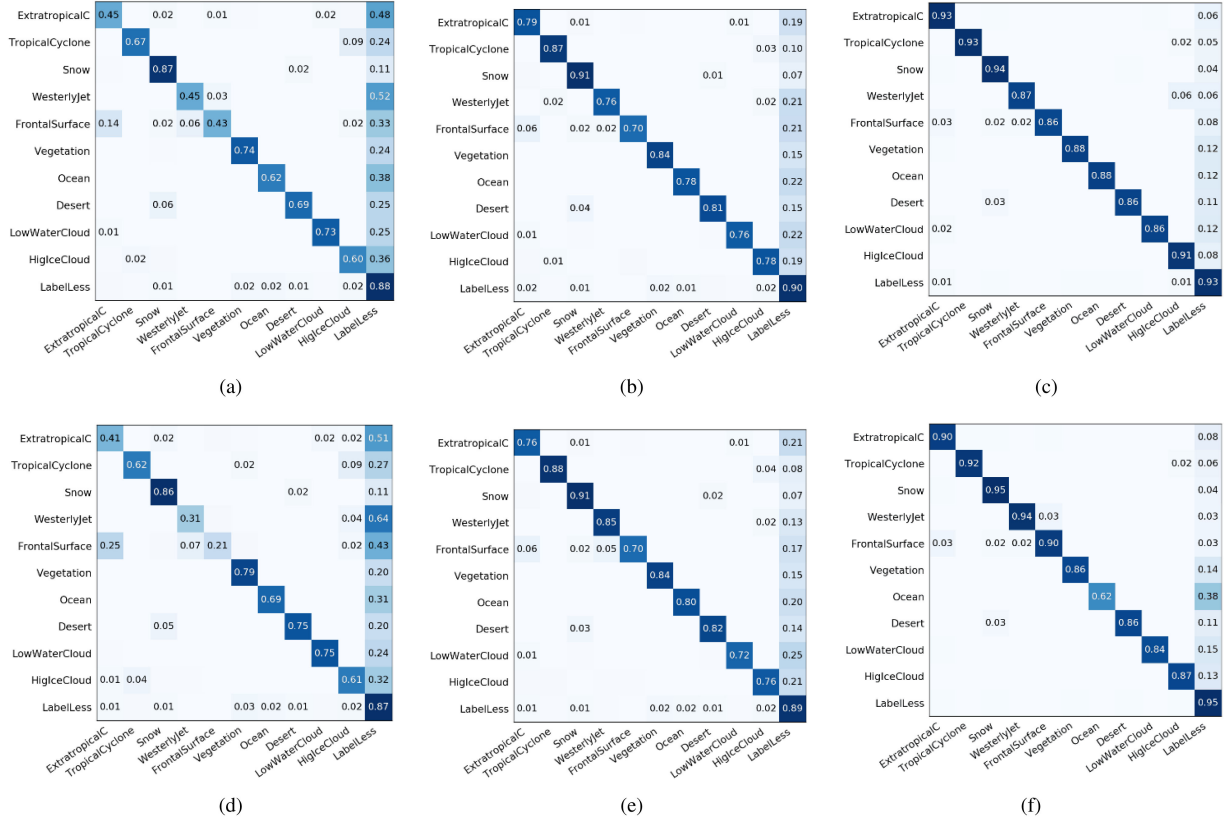 ExtratropicalC 0.45 0.02 0.01 0.02 0.48
TropicalCyclone 0.67 0.09 0.24
Snow 0.87 0.02 0.11
WesterlyJet 0.45 0.03 0.52
FrontalSurface 0.14 0.02 0.06 0.43 0.02 0.33
Vegetation 0.74 0.24
Ocean 0.62 0.38
Desert 0.06 0.69 0.25
LowWaterCloud 0.01 0.73 0.25
HigIceCloud 0.02 0.60 0.36
LabelLess 0.01 0.02 0.02 0.01 0.02 0.88
ExtratropicalC TropicalCyclone Snow WesterlyJet FrontalSurface Vegetation Ocean Desert LowWaterCloud HigIceCloud LabelLess
(a)
ExtratropicalC 0.79 0.01 0.01 0.19
TropicalCyclone 0.87 0.03 0.10
Snow 0.91 0.01 0.07
WesterlyJet 0.02 0.76 0.02 0.21
FrontalSurface 0.06 0.02 0.02 0.70 0.21
Vegetation 0.84 0.15
Ocean 0.78 0.22
Desert 0.04 0.81 0.15
LowWaterCloud 0.01 0.76 0.22
HigIceCloud 0.01 0.78 0.19
LabelLess 0.02 0.01 0.02 0.01 0.01 0.02 0.90
ExtratropicalC TropicalCyclone Snow WesterlyJet FrontalSurface Vegetation Ocean Desert LowWaterCloud HigIceCloud LabelLess
(b)
ExtratropicalC 0.93 0.06
TropicalCyclone 0.93 0.02 0.05
Snow 0.94 0.04
WesterlyJet 0.87 0.06 0.06
FrontalSurface 0.03 0.02 0.02 0.86 0.08
Vegetation 0.88 0.12
Ocean 0.88 0.12
Desert 0.03 0.86 0.11
LowWaterCloud 0.02 0.86 0.12
HigIceCloud 0.91 0.08
LabelLess 0.01 0.01 0.93
ExtratropicalC TropicalCyclone Snow WesterlyJet FrontalSurface Vegetation Ocean Desert LowWaterCloud HigIceCloud LabelLess
(c)
ExtratropicalC 0.41 0.02 0.02 0.02 0.51
TropicalCyclone 0.62 0.02 0.09 0.27
Snow 0.86 0.02 0.11
WesterlyJet 0.31 0.04 0.64
FrontalSurface 0.25 0.07 0.21 0.02 0.43
Vegetation 0.79 0.20
Ocean 0.69 0.31
Desert 0.05 0.75 0.20
LowWaterCloud 0.75 0.24
HigIceCloud 0.01 0.04 0.61 0.32
LabelLess 0.01 0.01 0.03 0.02 0.01 0.02 0.87
ExtratropicalC TropicalCyclone Snow WesterlyJet FrontalSurface Vegetation Ocean Desert LowWaterCloud HigIceCloud LabelLess
(d)
ExtratropicalC 0.76 0.01 0.01 0.21
TropicalCyclone 0.88 0.04 0.08
Snow 0.91 0.02 0.07
WesterlyJet 0.85 0.02 0.13
FrontalSurface 0.06 0.02 0.05 0.70 0.17
Vegetation 0.84 0.15
Ocean 0.80 0.20
Desert 0.03 0.82 0.14
LowWaterCloud 0.01 0.72 0.25
HigIceCloud 0.76 0.21
LabelLess 0.01 0.01 0.02 0.02 0.01 0.02 0.89
ExtratropicalC TropicalCyclone Snow WesterlyJet FrontalSurface Vegetation Ocean Desert LowWaterCloud HigIceCloud LabelLess
(e)
ExtratropicalC 0.90 0.08
TropicalCyclone 0.92 0.02 0.06
Snow 0.95 0.04
WesterlyJet 0.94 0.03 0.03
FrontalSurface 0.03 0.02 0.02 0.90 0.03
Vegetation 0.86 0.14
Ocean 0.62 0.38
Desert 0.03 0.86 0.11
LowWaterCloud 0.84 0.15
HigIceCloud 0.87 0.13
LabelLess 0.95
ExtratropicalC TropicalCyclone Snow WesterlyJet FrontalSurface Vegetation Ocean Desert LowWaterCloud HigIceCloud LabelLess
(f)